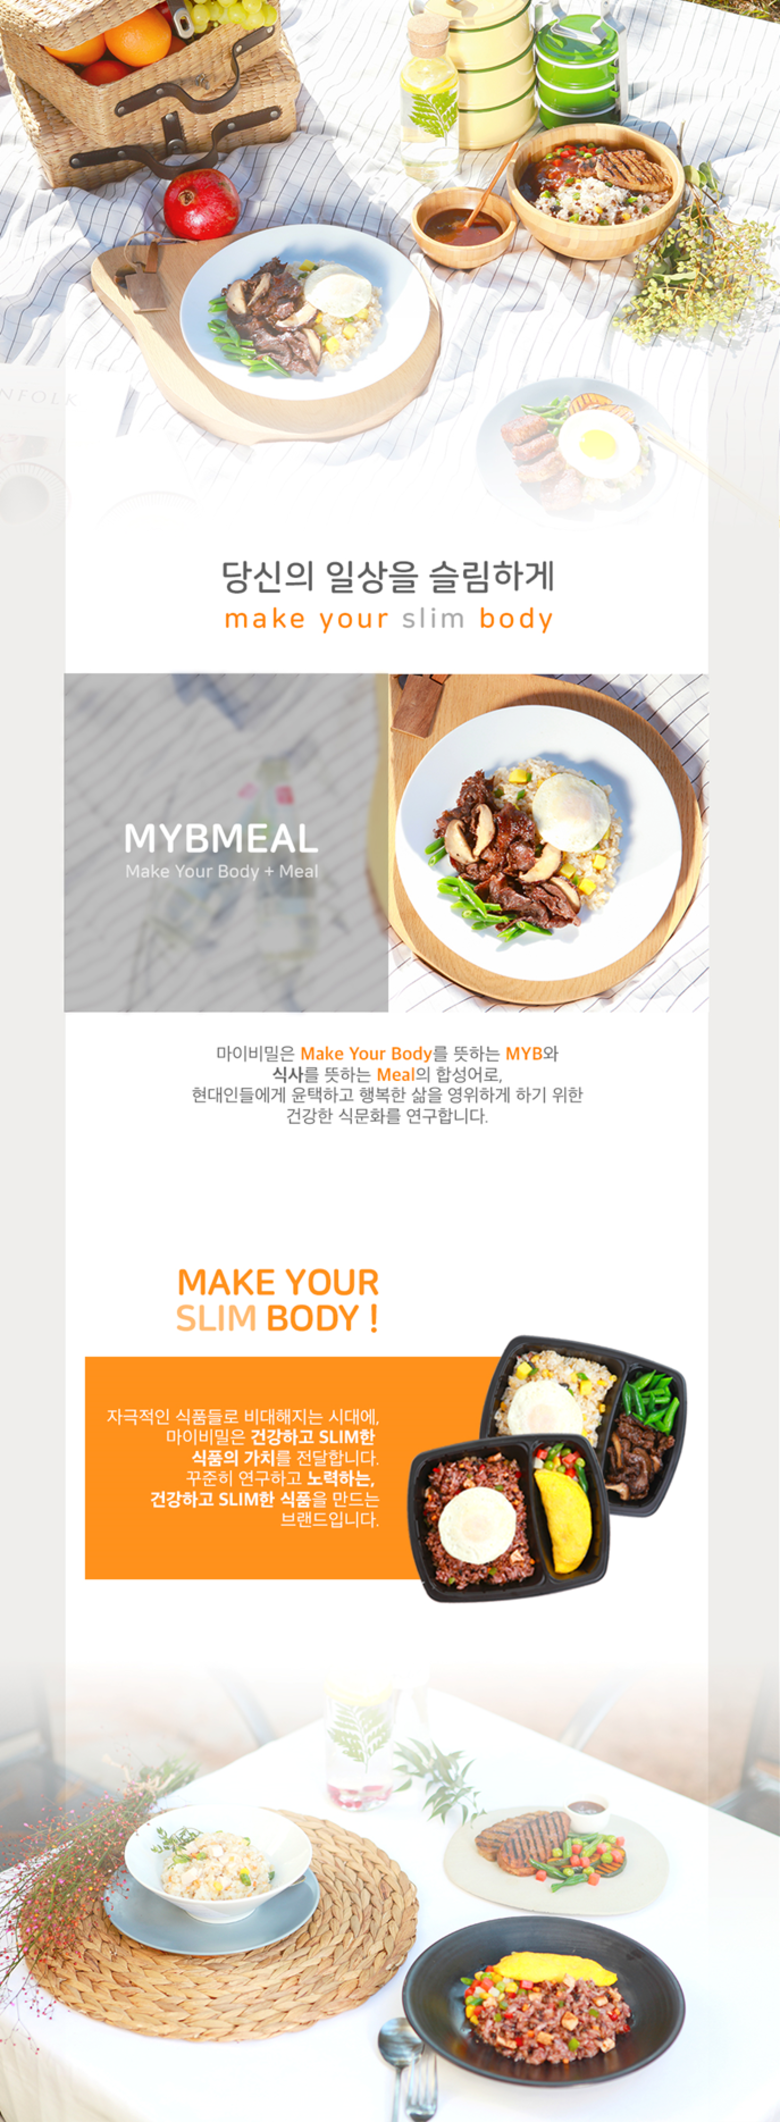 NFOLK
당신의 일상을 슬림하게
make your slim body
MYBMEAL
Make Your Body + Meal
마이비밀은 Make Your Body를 뜻하는 MYB와
식사를 뜻하는 Meal의 합성어로,
현대인들에게 윤택하고 행복한 삶을 영위하게 하기 위한
건강한 식문화를 연구합니다.
MAKE YOUR
SLIM BODY !
자극적인 식품들로 비대해지는 시대에,
마이비밀은 건강하고 SLIM한
식품의 가치를 전달합니다.
꾸준히 연구하고 노력하는,
건강하고 SLIM한 식품을 만드는
브랜드입니다.